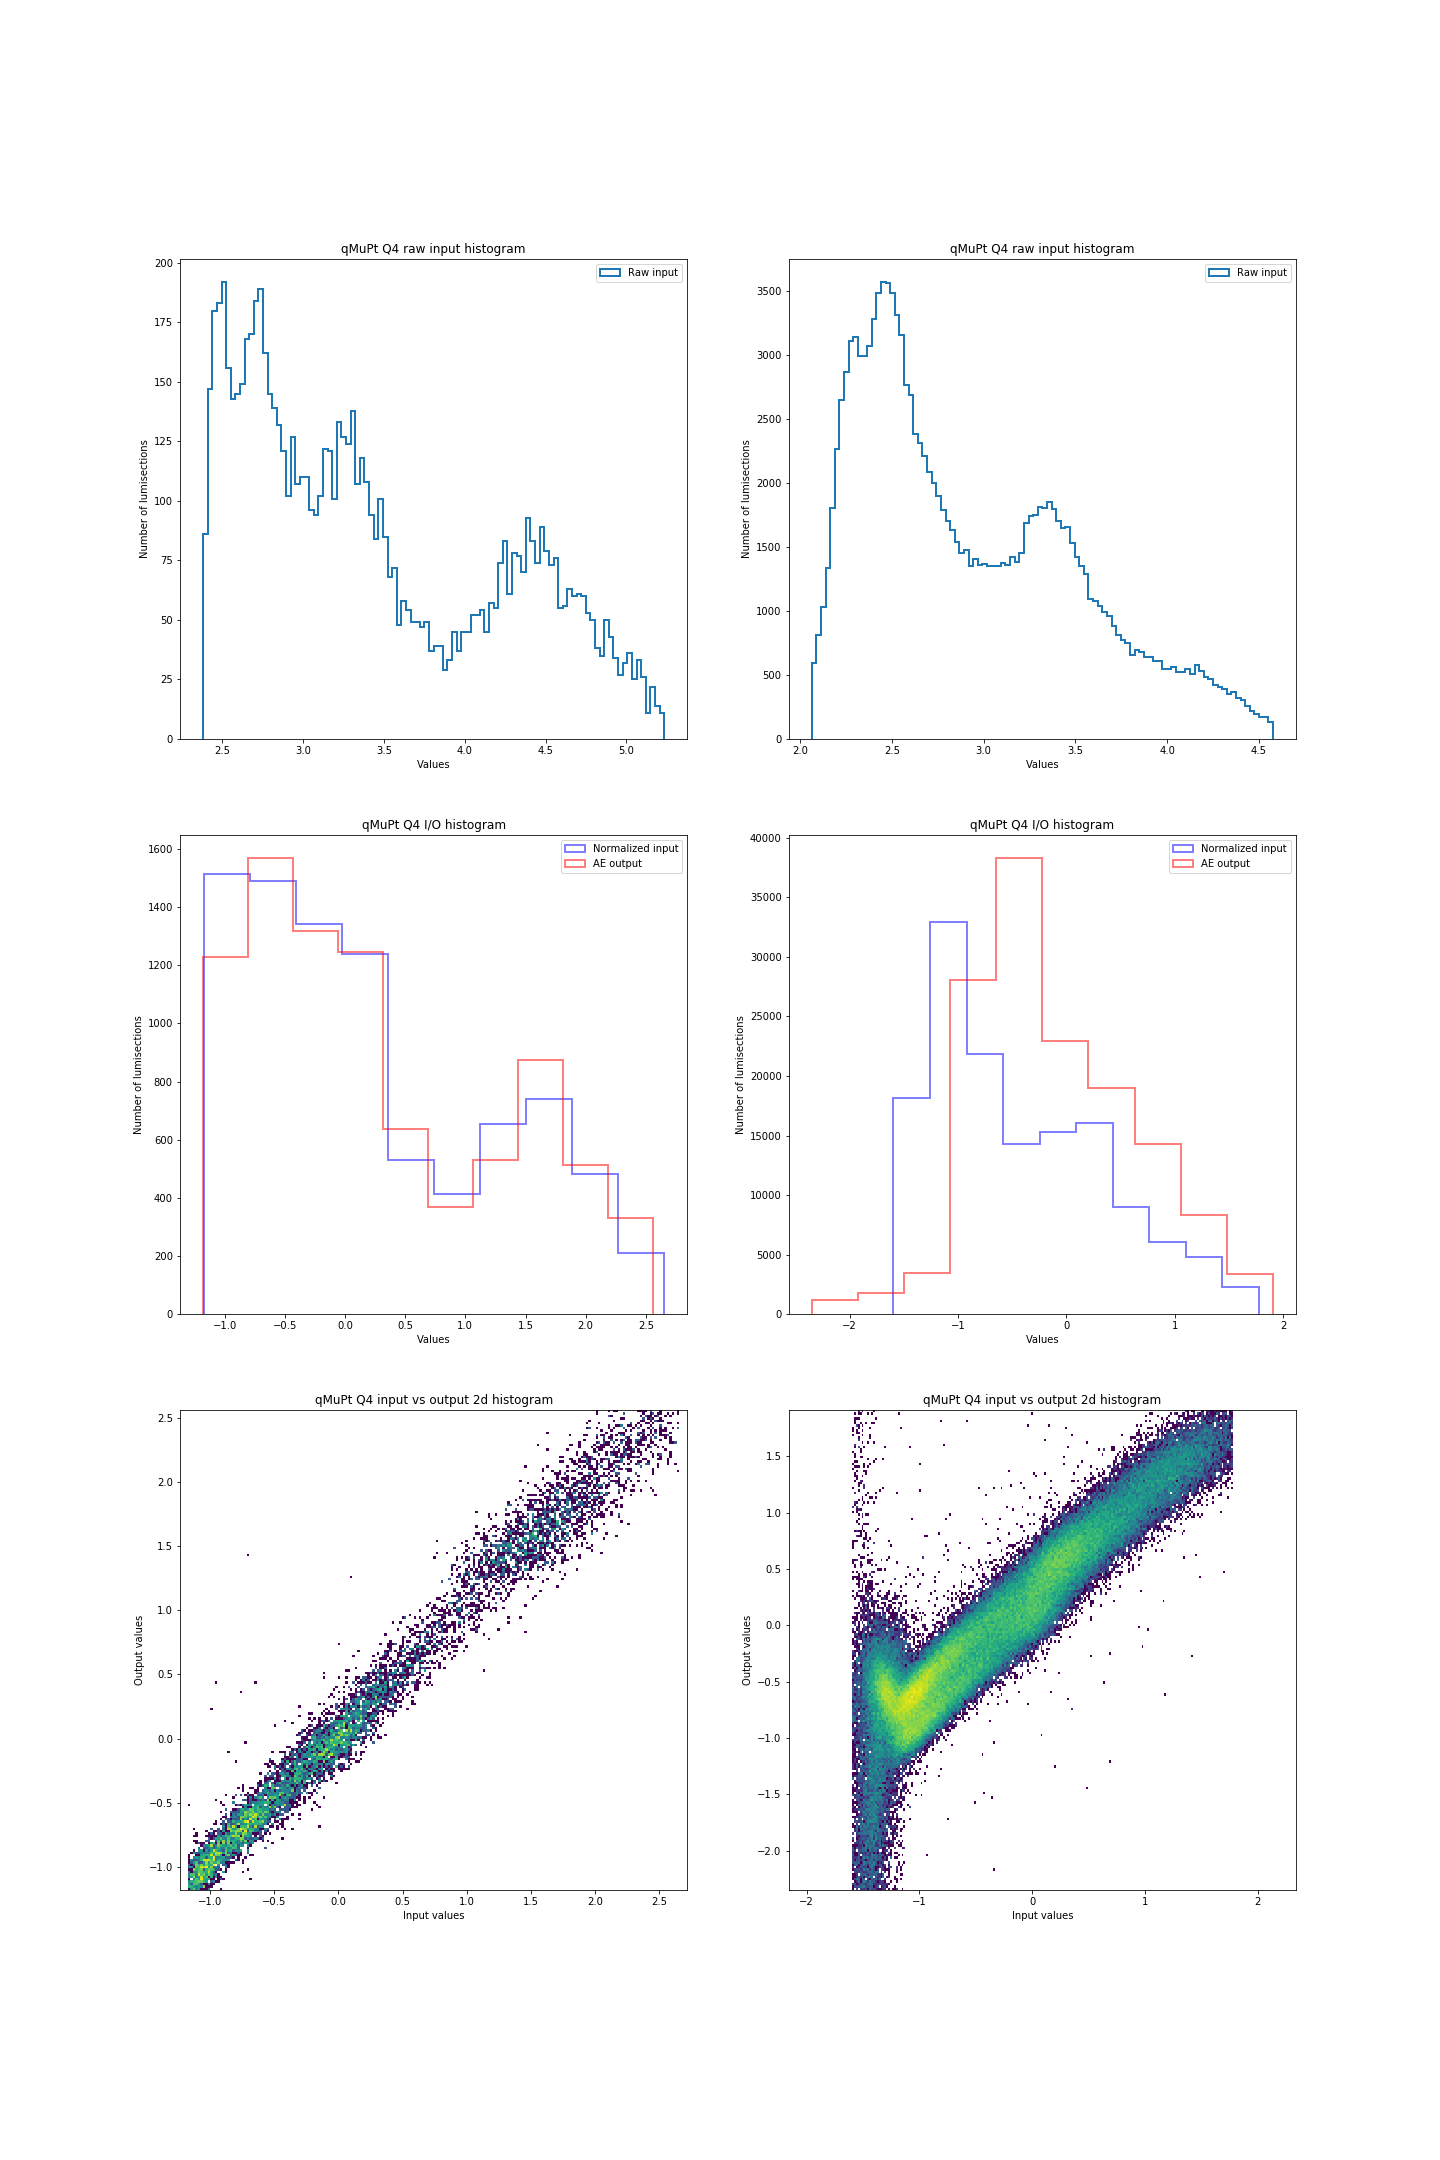 qMuPt Q4 raw input histogram
Raw input
200
175
150
125
100
75
50
25
0
Number of lumisections
2.5 3.0 3.5 4.0 4.5 5.0
Values
qMuPt Q4 raw input histogram
Raw input
3500
3000
2500
2000
1500
1000
500
0
Number of lumisections
2.0 2.5 3.0 3.5 4.0 4.5
Values
qMuPt Q4 I/O histogram
Normalized input
AE output
1600
1400
1200
1000
800
600
400
200
0
Number of lumisections
−1.0 −0.5 0.0 0.5 1.0 1.5 2.0 2.5
Values
qMuPt Q4 I/O histogram
Normalized input
AE output
40000
35000
30000
25000
20000
15000
10000
5000
0
Number of lumisections
−2 −1 0 1 2
Values
qMuPt Q4 input vs output 2d histogram
2.5
2.0
1.5
1.0
0.5
0.0
−0.5
−1.0
Output values
−1.0 −0.5 0.0 0.5 1.0 1.5 2.0 2.5
Input values
qMuPt Q4 input vs output 2d histogram
1.5
1.0
0.5
0.0
−0.5
−1.0
−1.5
−2.0
Output values
−2 −1 0 1 2
Input values